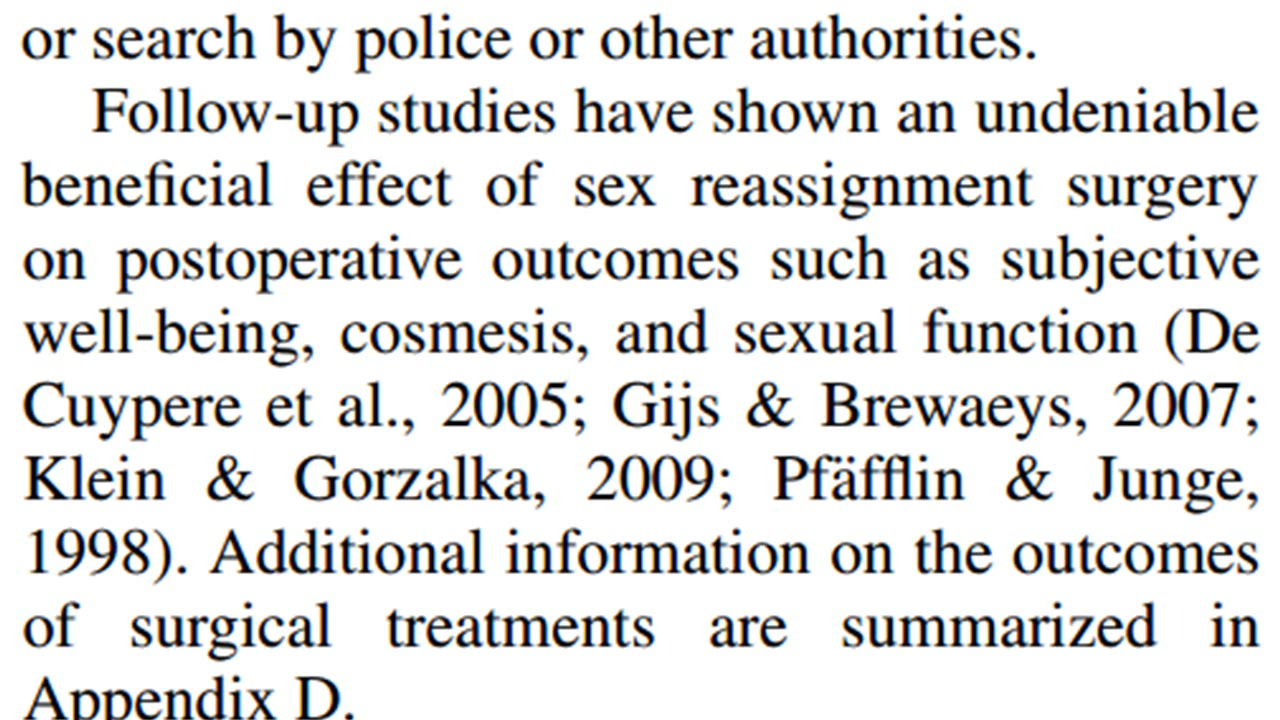 or search by police or other authorities.
Follow-up studies have shown an undeniable
beneficial effect of sex reassignment surgery
on postoperative outcomes such as subjective
well-being, cosmesis, and sexual function (De
Cuypere et al., 2005; Gijs & Brewaeys, 2007;
Klein & Gorzalka, 2009; Pfäfflin & Junge,
1998). Additional information on the outcomes
of surgical treatments are summarized in
Appendix D.